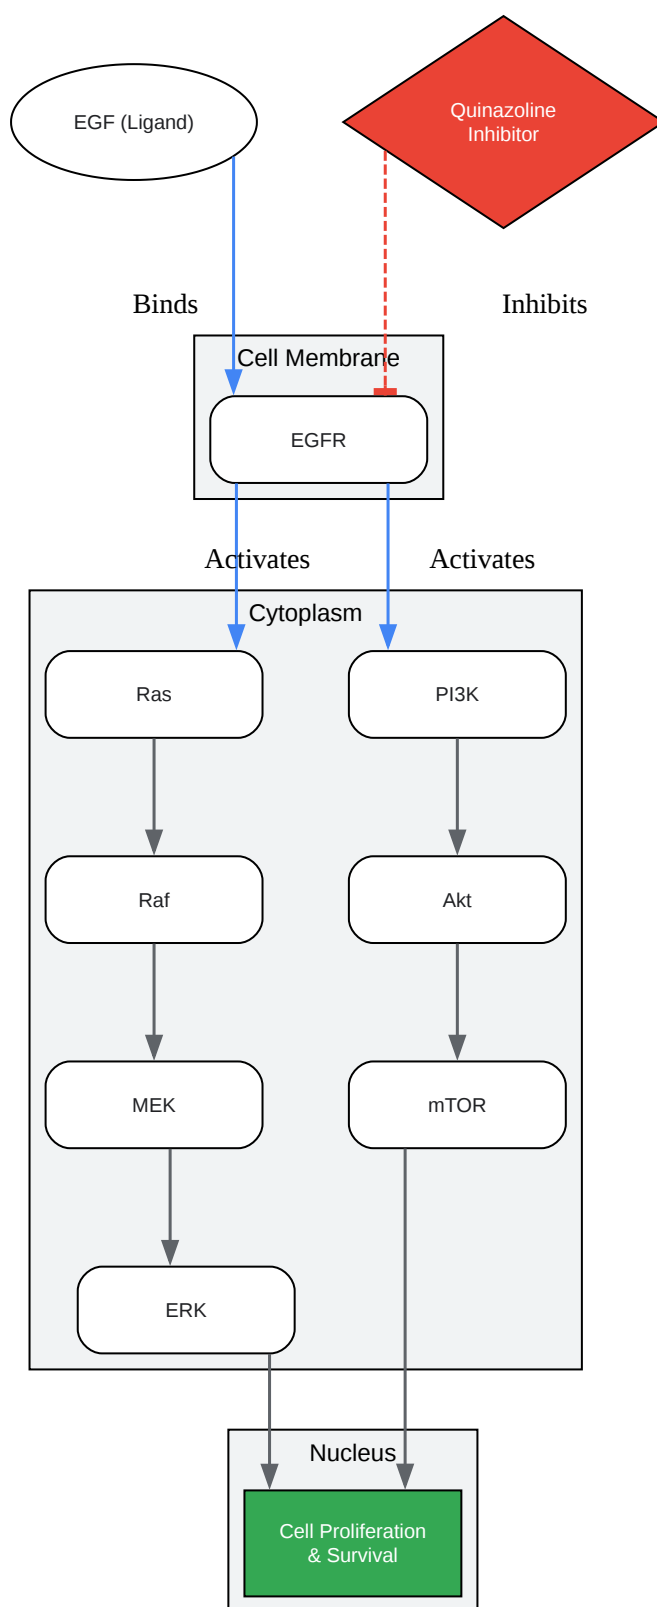 EGF (Ligand)
Quinazoline
Inhibitor
Binds
Inhibits
Cell Membrane
EGFR
Activates
Activates
Cytoplasm
Ras
PI3K
Raf
Akt
MEK
mTOR
ERK
Nucleus
Cell Proliferation
& Survival